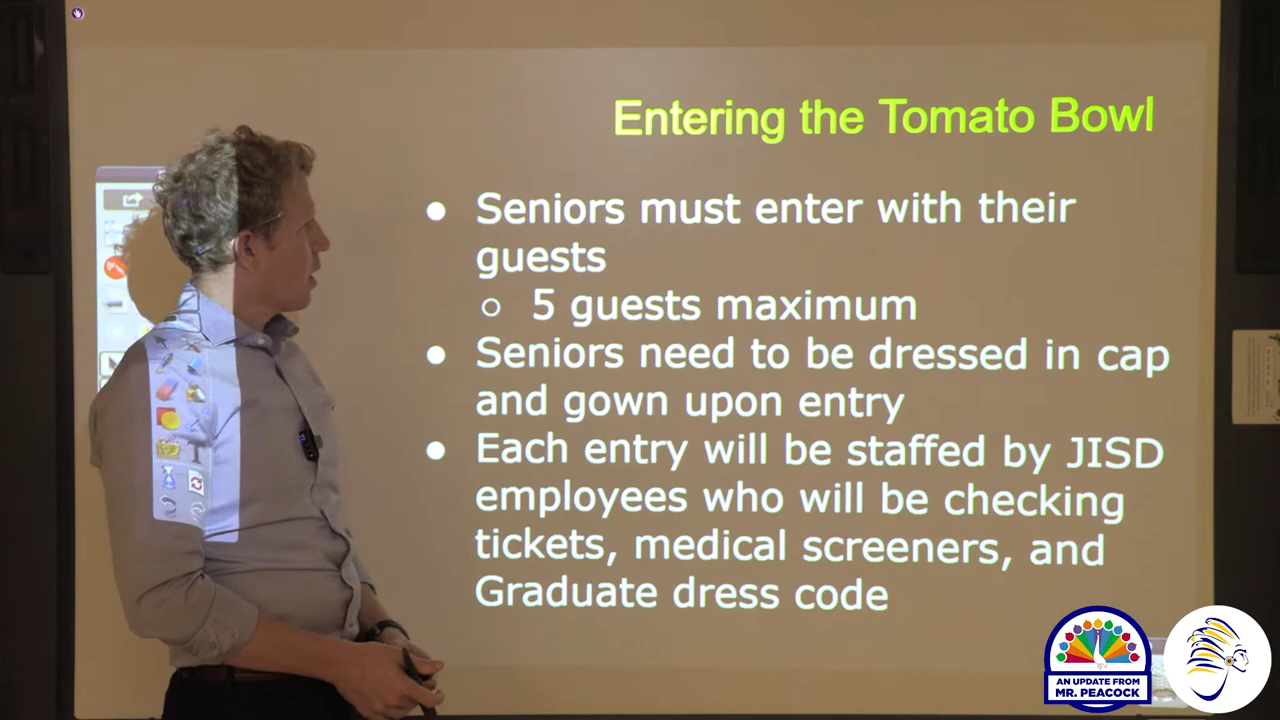 Entering the Tomato Bowl
● Seniors must enter with their
guests
○ 5 guests maximum
● Seniors need to be dressed in cap
and gown upon entry
● Each entry will be staffed by JISD
employees who will be checking
tickets, medical screeners, and
Graduate dress code
AN UPDATE FROM
MR. PEACOCK